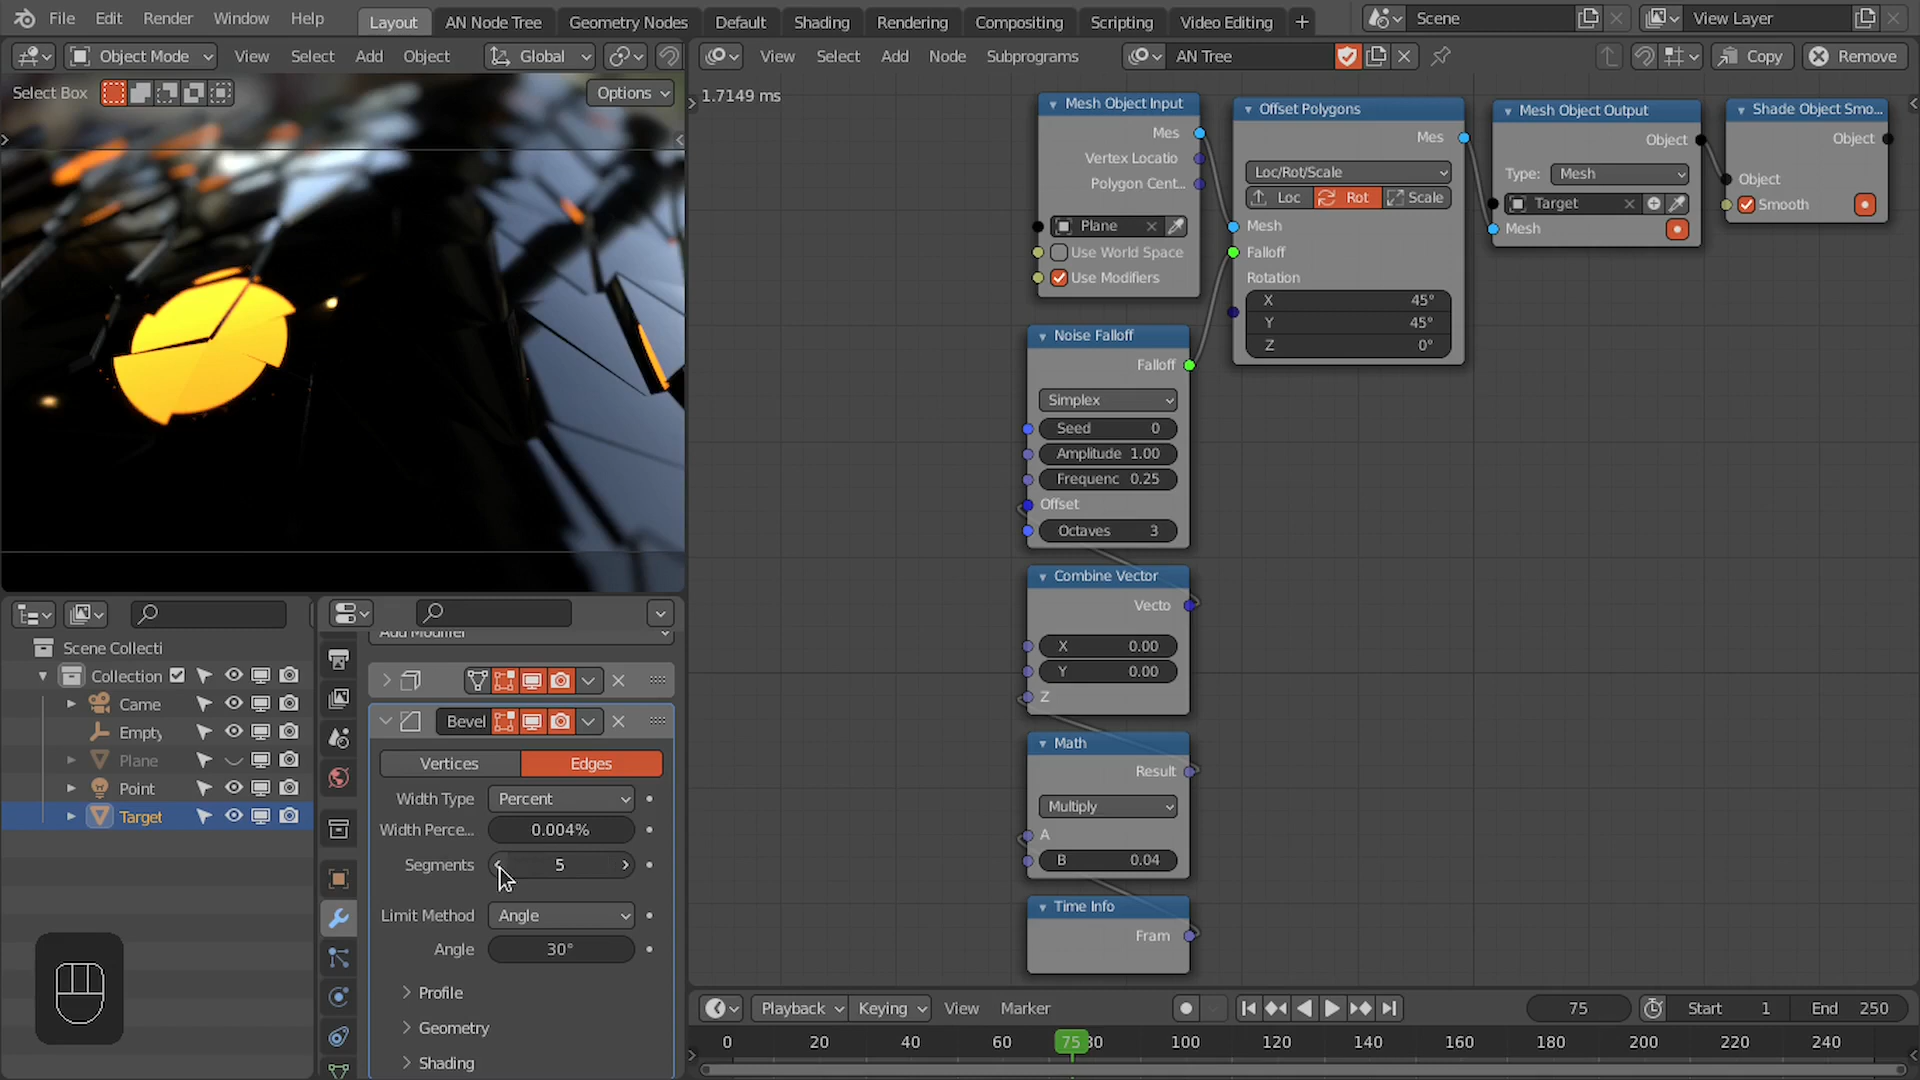 File Edit Render Window Help Layout AN Node Tree Geometry Nodes Default Shading Rendering Compositing Scripting Video Editing + Scene View Layer
Object Mode View Select Add Object Global View Select Add Node Subprograms AN Tree Copy Remove
Select Box Options
1.7149 ms
Mesh Object Input
Mes
Vertex Locatio
Polygon Cent..
Plane
Use World Space
Use Modifiers
Offset Polygons
Mes
Loc/Rot/Scale
Loc Rot Scale
Mesh
Falloff
Rotation
X 45°
Y 45°
Z 0°
Mesh Object Output
Object
Type: Mesh
Target
Mesh
Shade Object Smo...
Object
Object
Smooth
Noise Falloff
Falloff
Simplex
Seed 0
Amplitude 1.00
Frequenc 0.25
Offset
Octaves 3
Combine Vector
Vecto
X 0.00
Y 0.00
Z
Math
Result
Multiply
A
B 0.04
Time Info
Fram
Scene Collecti
Collection
Came
Empty
Plane
Point
Target
Add Modifier
Bevel
Vertices Edges
Width Type Percent
Width Perce... 0.004%
Segments 5
Limit Method Angle
Angle 30°
Profile
Geometry
Shading
Playback Keying View Marker 75 Start 1 End 250
0 20 40 60 75 80 100 120 140 160 180 200 220 240